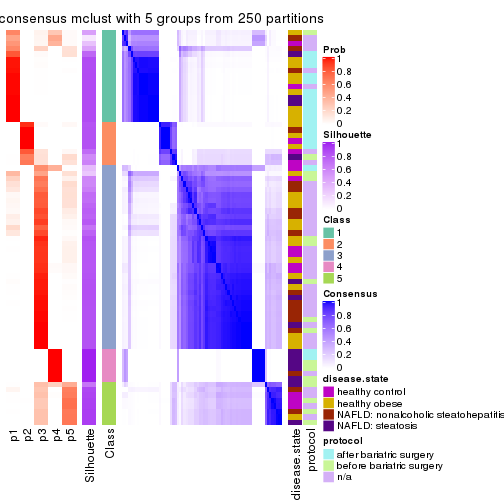 consensus mclust with 5 groups from 250 partitions
Prob
1
0.8
0.6
0.4
0.2
0
Silhouette
1
0.8
0.6
0.4
0.2
0
Class
1
2
3
4
5
Consensus
1
0.8
0.6
0.4
0.2
0
disease.state
healthy control
healthy obese
NAFLD: nonalcoholic steatohepatitis
NAFLD: steatosis
protocol
after bariatric surgery
before bariatric surgery
n/a
p1
p2
p3
p4
p5
Silhouette
Class
disease.state
protocol